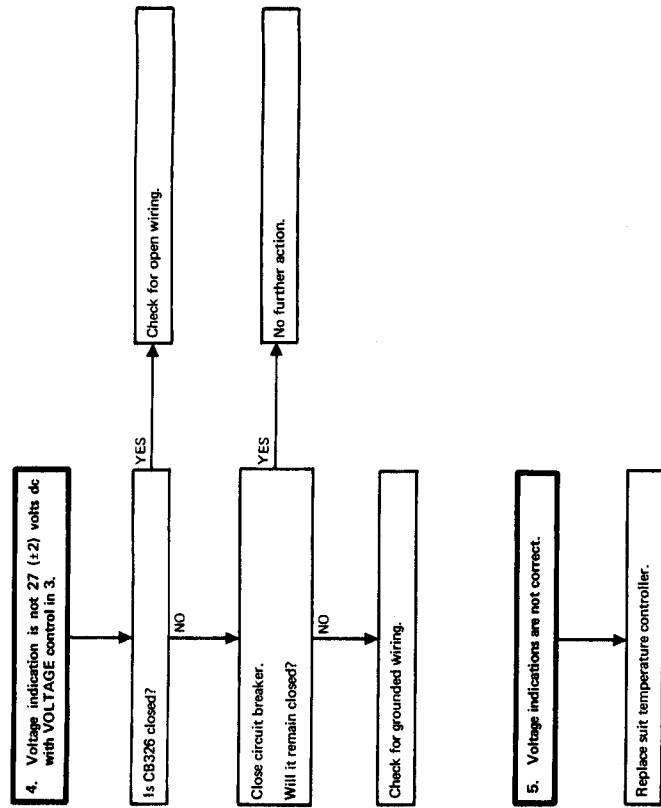 4. Voltage indication is not 27 (±2) volts dc
with VOLTAGE control in 3.
Is CB326 closed?
YES
Check for open wiring.
NO
Close circuit breaker.
Will it remain closed?
YES
No further action.
NO
Check for grounded wiring.
5. Voltage indications are not correct.
Replace suit temperature controller.